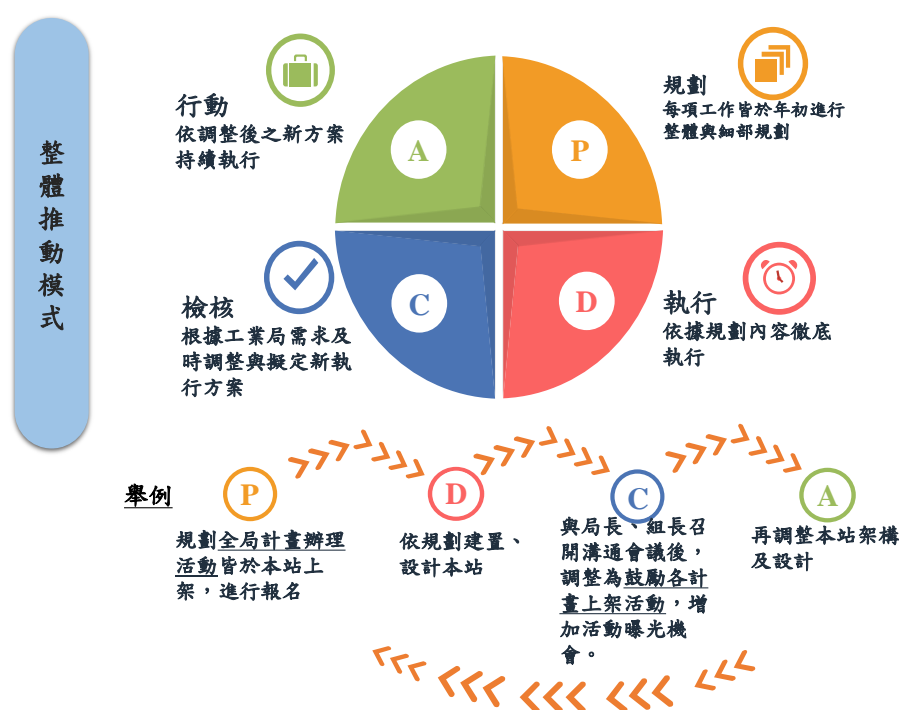 整體推動模式
行動
依調整後之新方案
持續執行
A
規劃
每項工作皆於年初進行
整體與細部規劃
P
檢核
根據工業局需求及
時調整與擬定新執
行方案
C
執行
依據規劃內容徹底
執行
D
舉例
P
規劃全局計畫辦理
活動皆於本站上
架，進行報名
D
依規劃建置、
設計本站
C
與局長、組長召
開溝通會議後，
調整為鼓勵各計
畫上架活動，增
加活動曝光機
會。
A
再調整本站架構
及設計